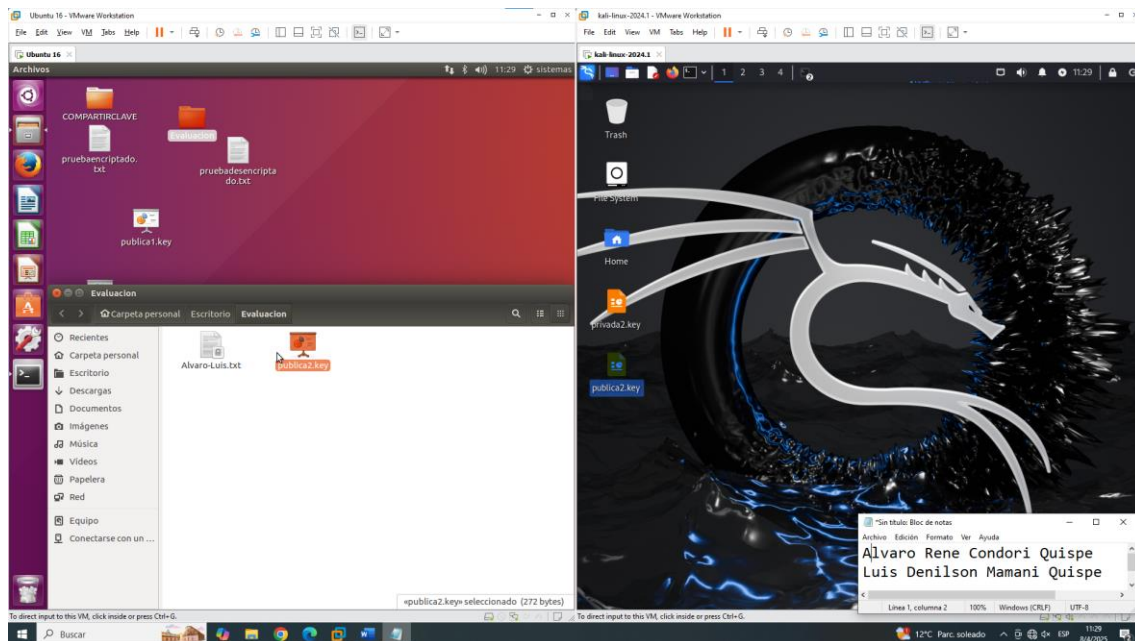 Ubuntu 16 - VMware Workstation
File Edit View VM Tabs Help
Ubuntu 16
Archivos
11:29 sistemas
COMPARTIRCLAVE
Evaluacion
pruebaencriptado.
txt
pruebadesencripta
do.txt
publica1.key
Evaluacion
Carpeta personal Escritorio Evaluacion
Recientes
Carpeta personal
Escritorio
Descargas
Documentos
Imágenes
Música
Vídeos
Papelera
Red
Equipo
Conectarse con un ...
Alvaro-Luis.txt
publica2.key
«publica2.key» seleccionado (272 bytes)
To direct input to this VM, click inside or press Ctrl+G.
kali-linux-2024.1 - VMware Workstation
File Edit View VM Tabs Help
kali-linux-2024.1
1 2 3 4
11:29
Trash
File System
Home
privada2.key
publica2.key
*Sin título: Bloc de notas
Archivo Edición Formato Ver Ayuda
Alvaro Rene Condori Quispe
Luis Denilson Mamani Quispe
Línea 1, columna 2 100% Windows (CRLF) UTF-8
To direct input to this VM, click inside or press Ctrl+G.
Buscar
12°C Parc. soleado
ESP
11:29
8/4/2025